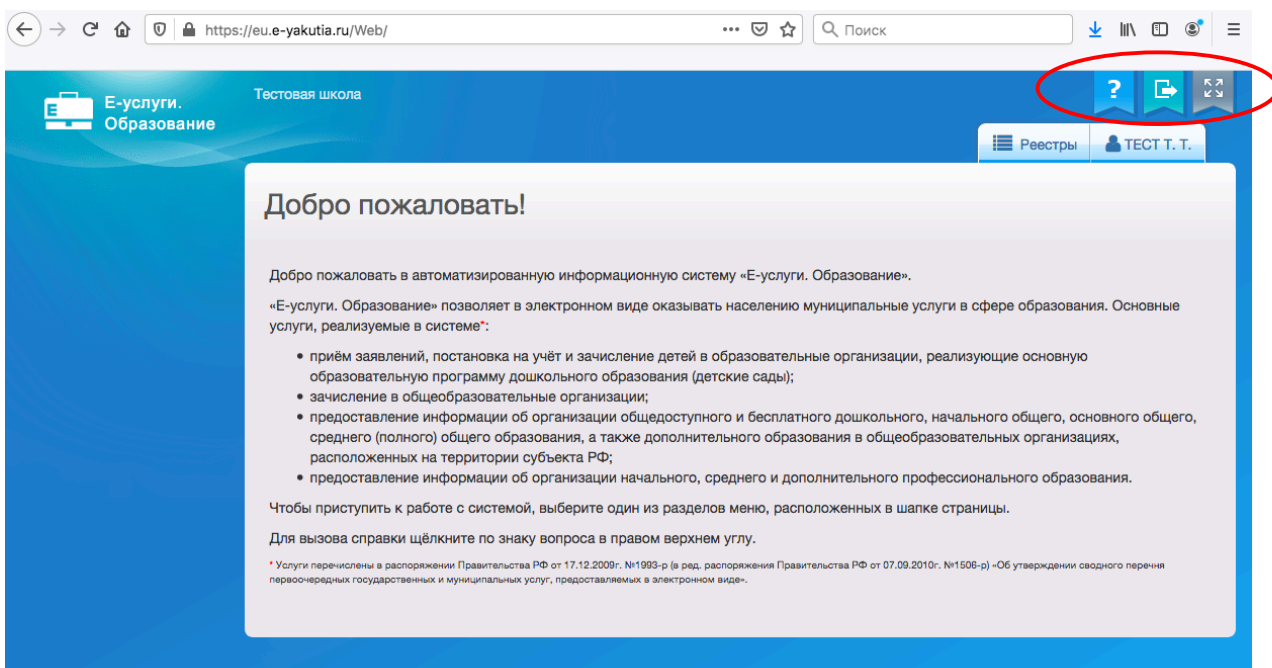 https://eu.e-yakutia.ru/Web/
Поиск
Е-услуги.
Образование
Тестовая школа
?
Реестры
ТЕСТ Т. Т.
Добро пожаловать!
Добро пожаловать в автоматизированную информационную систему «Е-услуги. Образование».
«Е-услуги. Образование» позволяет в электронном виде оказывать населению муниципальные услуги в сфере образования. Основные
услуги, реализуемые в системе*:
• приём заявлений, постановка на учёт и зачисление детей в образовательные организации, реализующие основную
образовательную программу дошкольного образования (детские сады);
• зачисление в общеобразовательные организации;
• предоставление информации об организации общедоступного и бесплатного дошкольного, начального общего, основного общего,
среднего (полного) общего образования, а также дополнительного образования в общеобразовательных организациях,
расположенных на территории субъекта РФ;
• предоставление информации об организации начального, среднего и дополнительного профессионального образования.
Чтобы приступить к работе с системой, выберите один из разделов меню, расположенных в шапке страницы.
Для вызова справки щёлкните по знаку вопроса в правом верхнем углу.
* Услуги перечислены в распоряжении Правительства РФ от 17.12.2009г. №1993-р (в ред. распоряжения Правительства РФ от 07.09.2010г. №1506-р) «Об утверждении сводного перечня
первоочередных государственных и муниципальных услуг, предоставляемых в электронном виде».